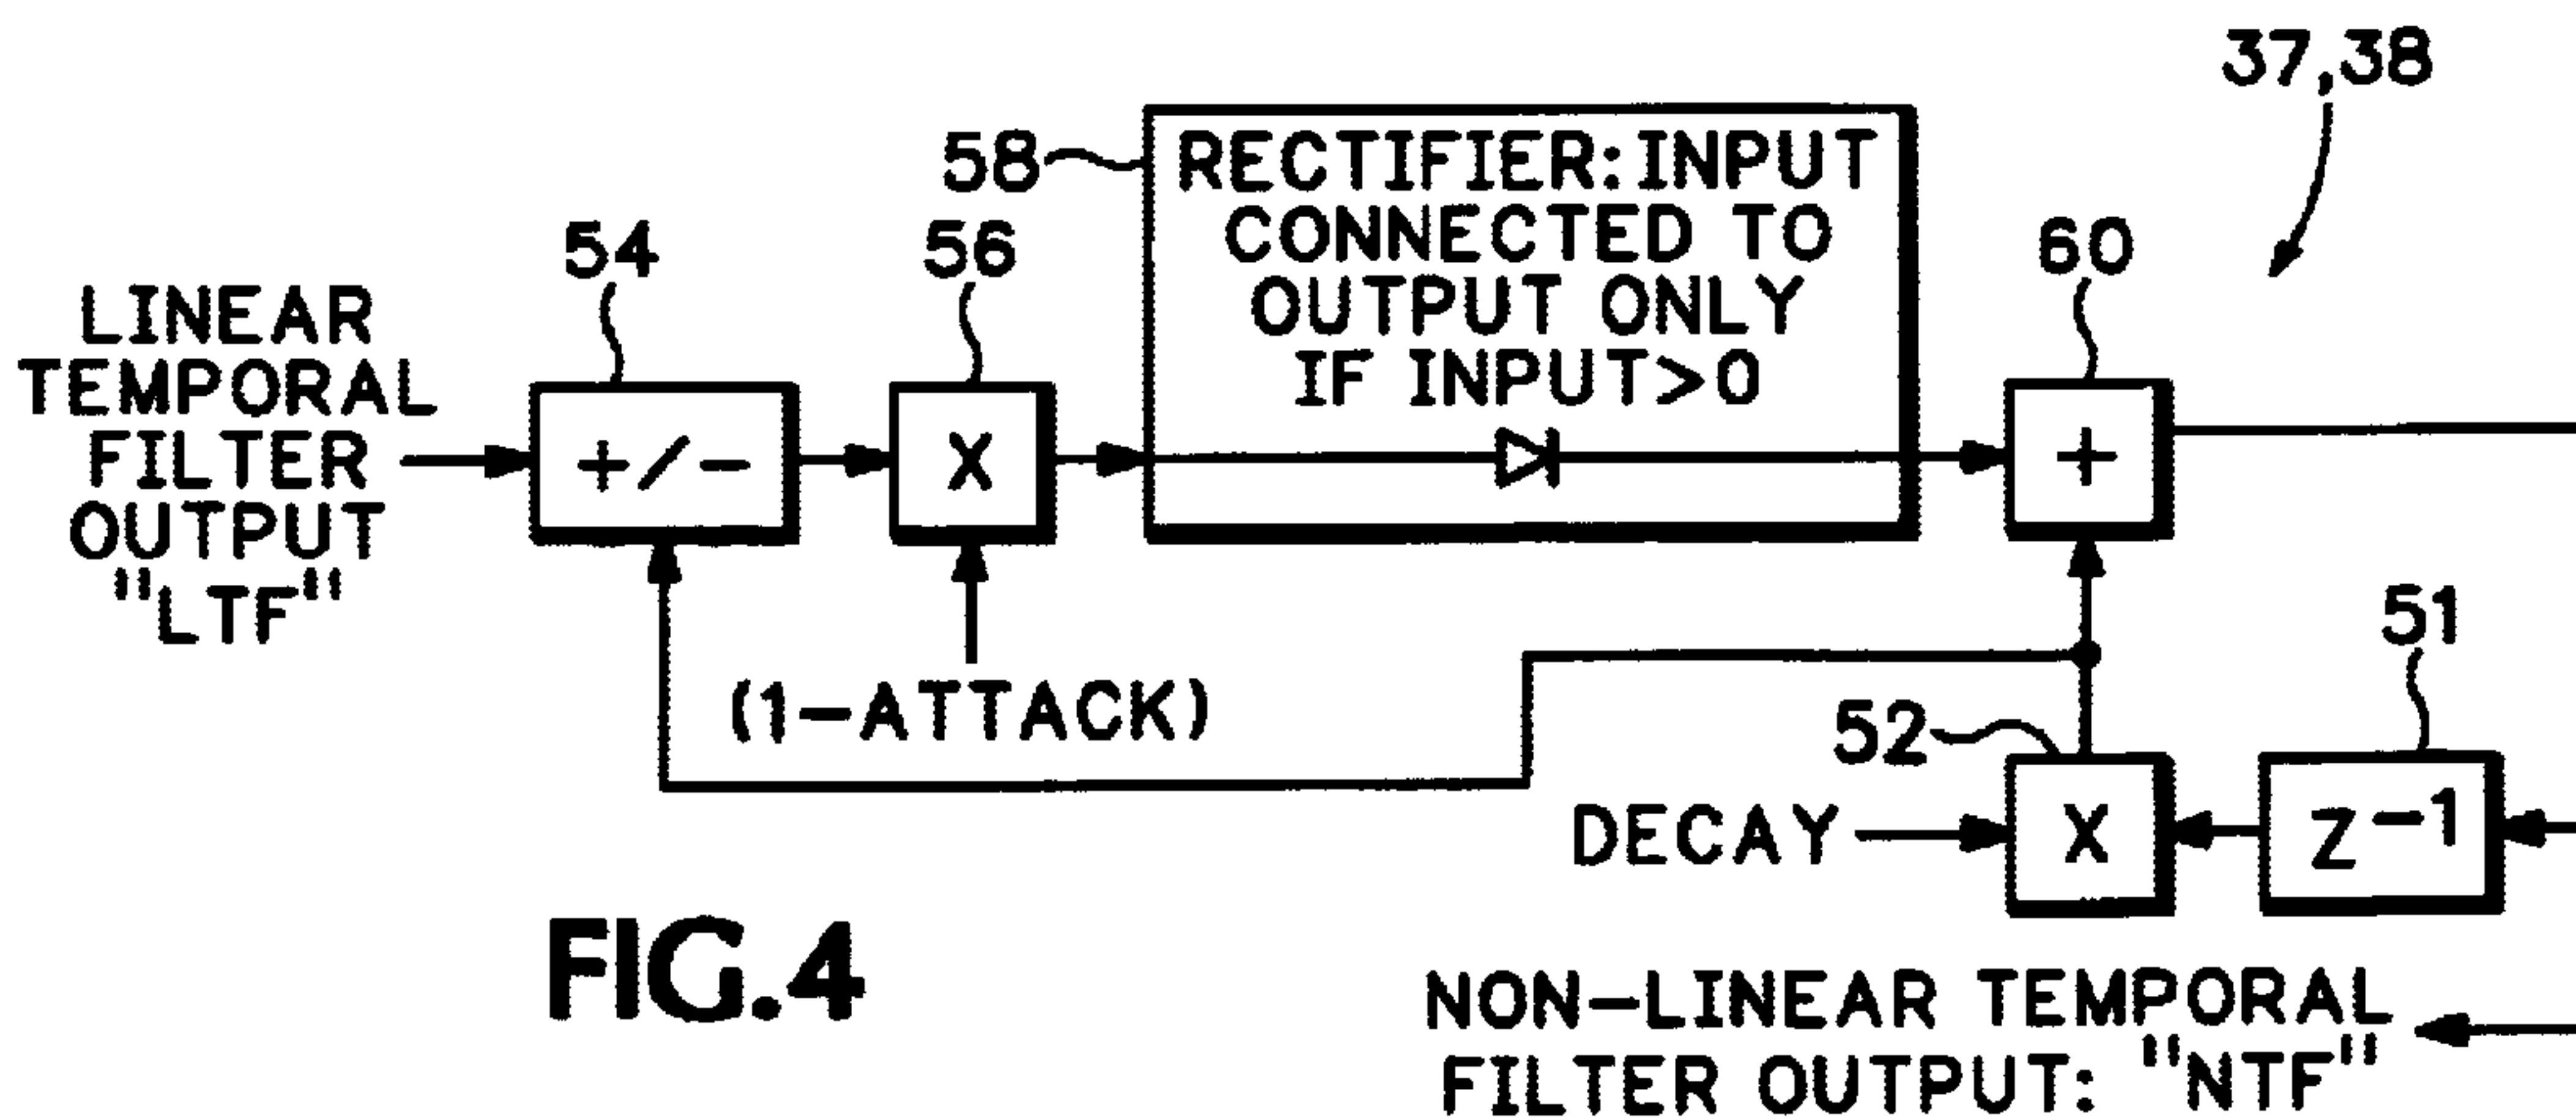 37,38
58
RECTIFIER: INPUT
CONNECTED TO
OUTPUT ONLY
IF INPUT>0
54
56
60
LINEAR
TEMPORAL
FILTER
OUTPUT
"LTF"
+/-
X
+
(1-ATTACK)
51
52
DECAY
X
Z-1
FIG.4
NON-LINEAR TEMPORAL
FILTER OUTPUT: "NTF"